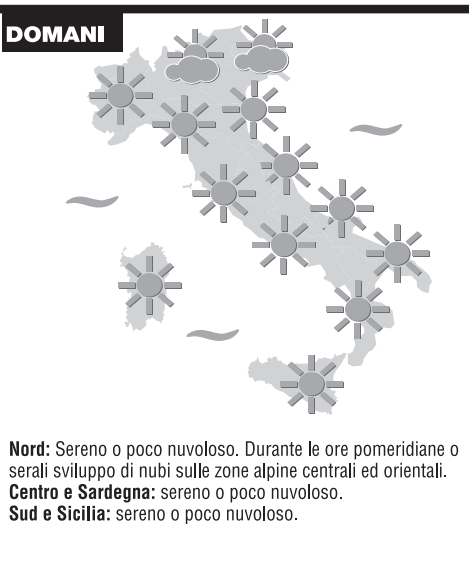 DOMANI
Nord: Sereno o poco nuvoloso. Durante le ore pomeridiane o
serali sviluppo di nubi sulle zone alpine centrali ed orientali.
Centro e Sardegna: sereno o poco nuvoloso.
Sud e Sicilia: sereno o poco nuvoloso.